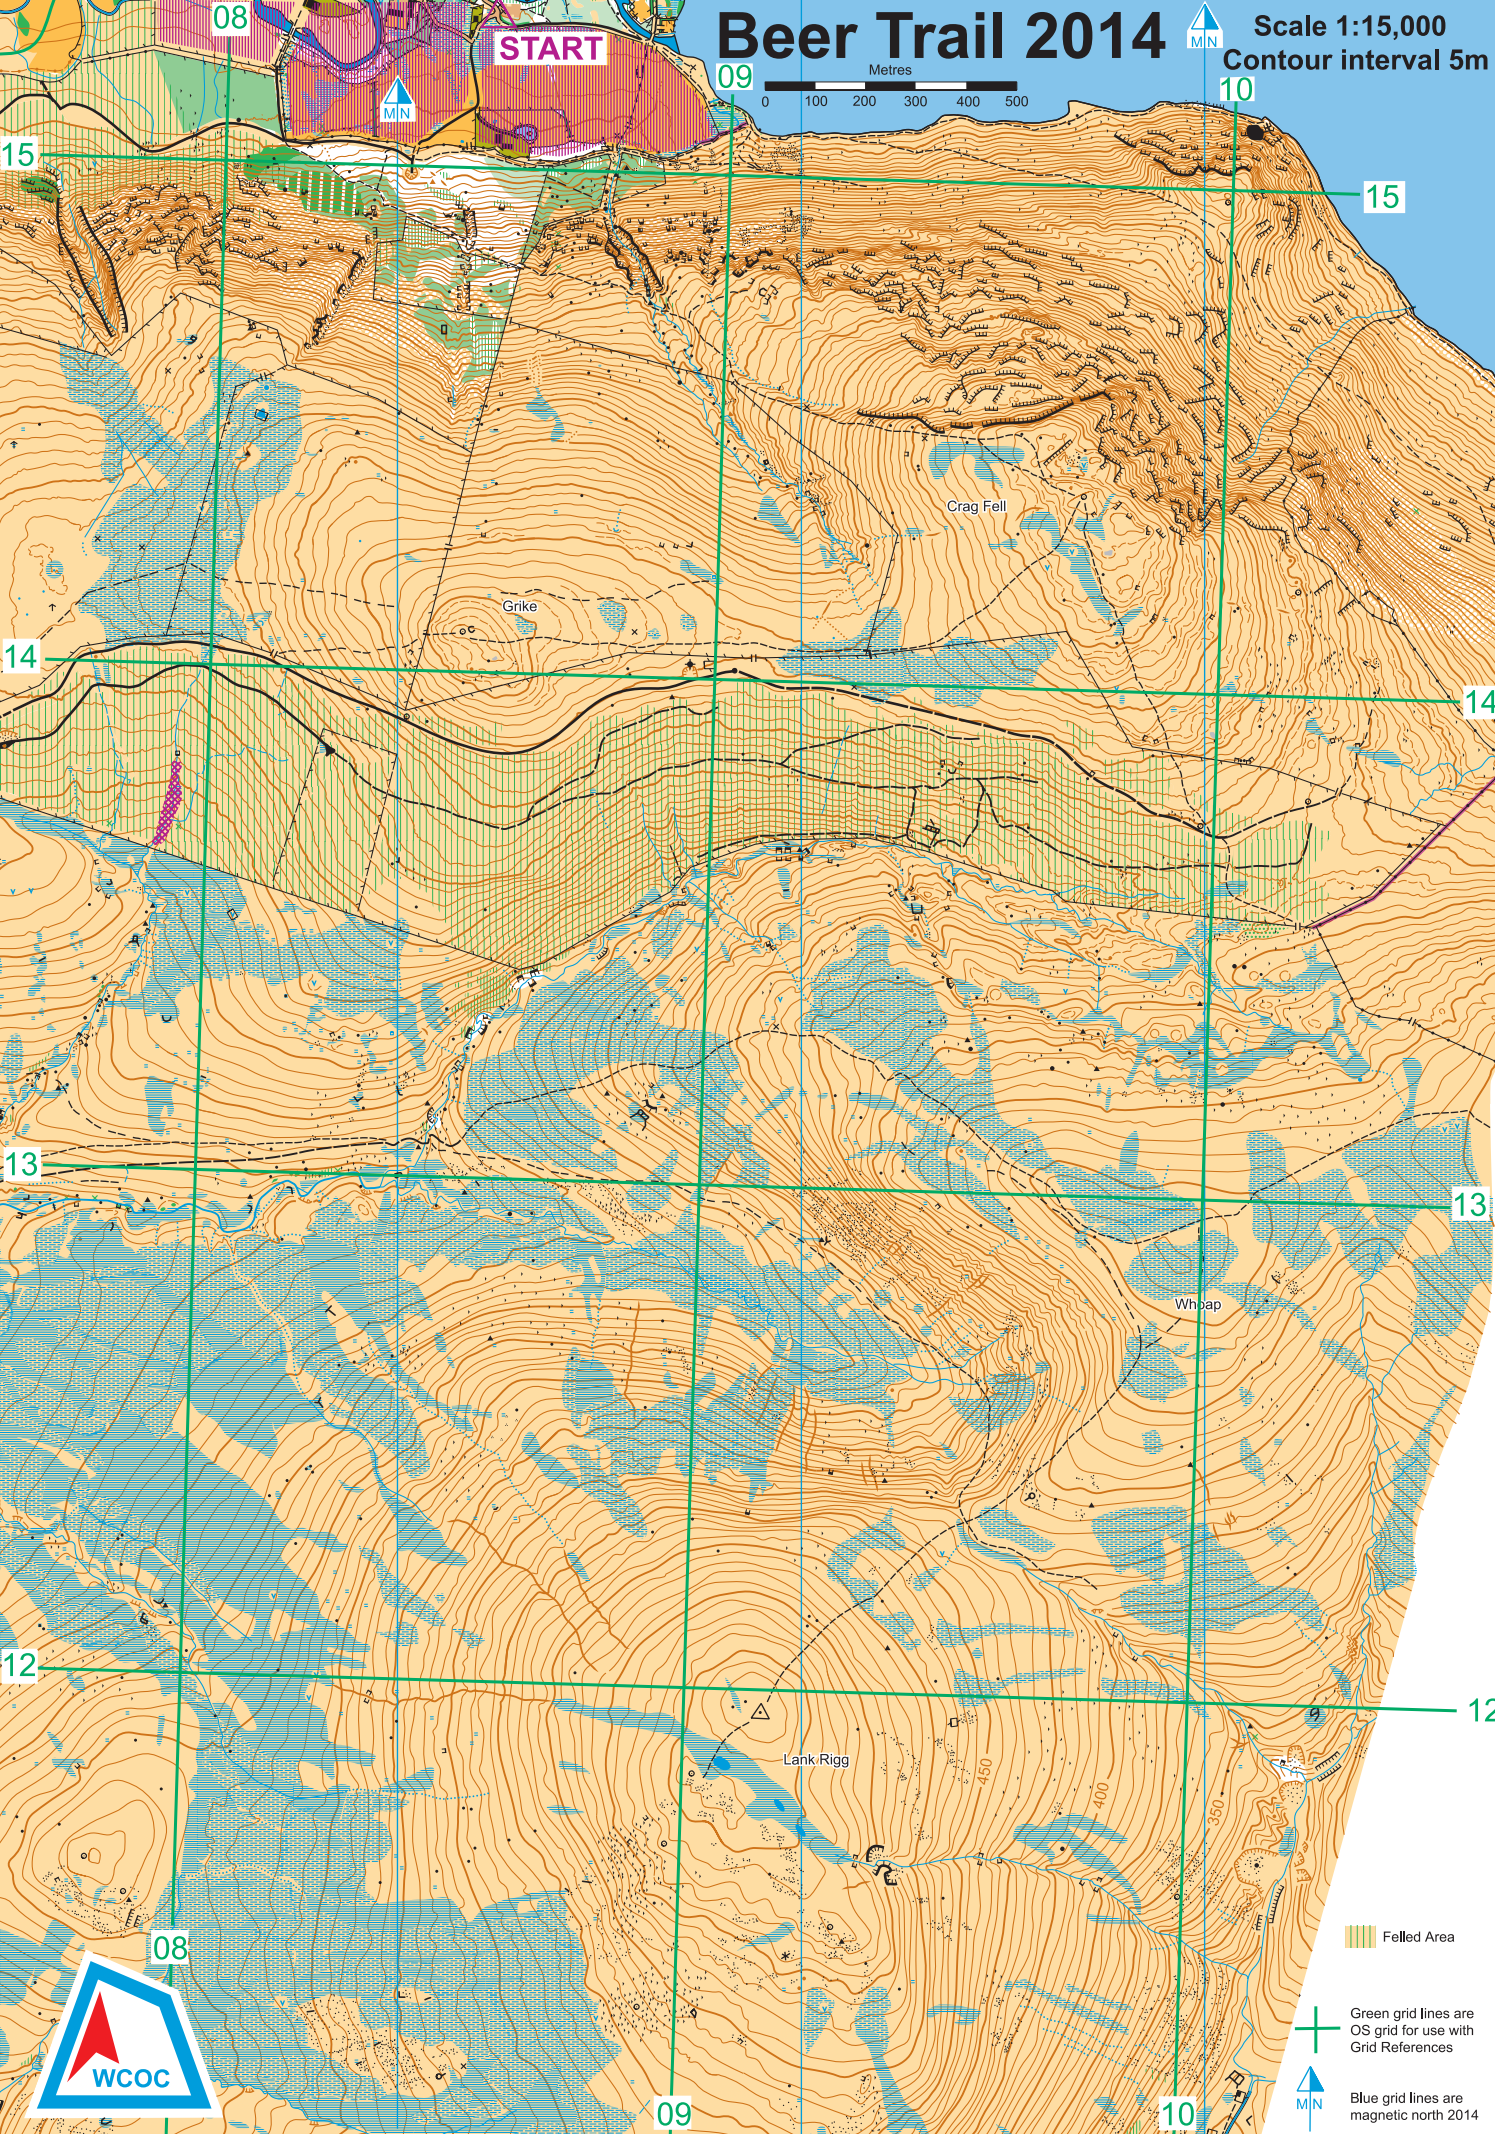 08
START
Beer Trail 2014
MN
Scale 1:15,000
Contour interval 5m
09
Metres
0 100 200 300 400 500
10
MN
15
15
Crag Fell
Grike
14
14
13
13
Whoap
12
12
Lank Rigg
450
400
350
08
Felled Area
Green grid lines are
OS grid for use with
Grid References
WCOC
MN
Blue grid lines are
magnetic north 2014
09
10